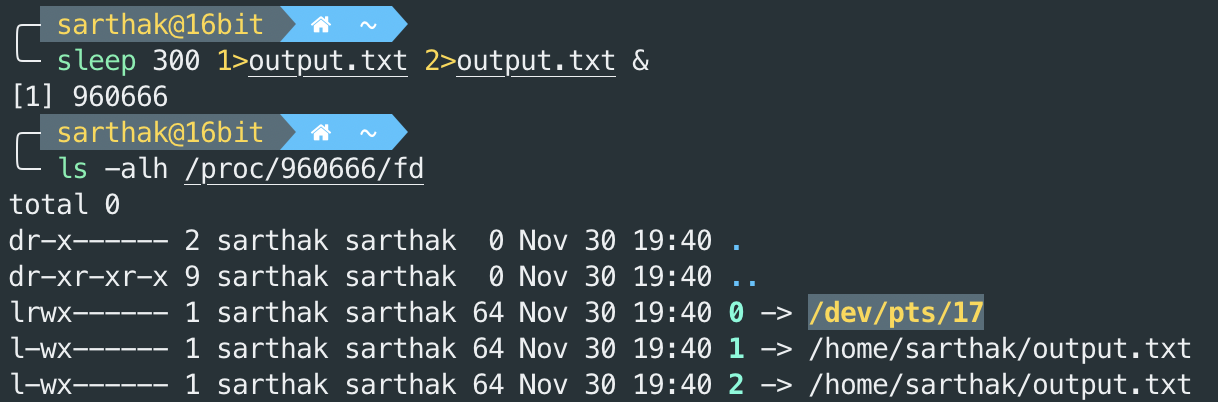 sarthak@16bit ~
sleep 300 1>output.txt 2>output.txt &
[1] 960666
sarthak@16bit ~
ls -alh /proc/960666/fd
total 0
dr-x------ 2 sarthak sarthak  0 Nov 30 19:40 .
dr-xr-xr-x 9 sarthak sarthak  0 Nov 30 19:40 ..
lrwx------ 1 sarthak sarthak 64 Nov 30 19:40 0 -> /dev/pts/17
l-wx------ 1 sarthak sarthak 64 Nov 30 19:40 1 -> /home/sarthak/output.txt
l-wx------ 1 sarthak sarthak 64 Nov 30 19:40 2 -> /home/sarthak/output.txt